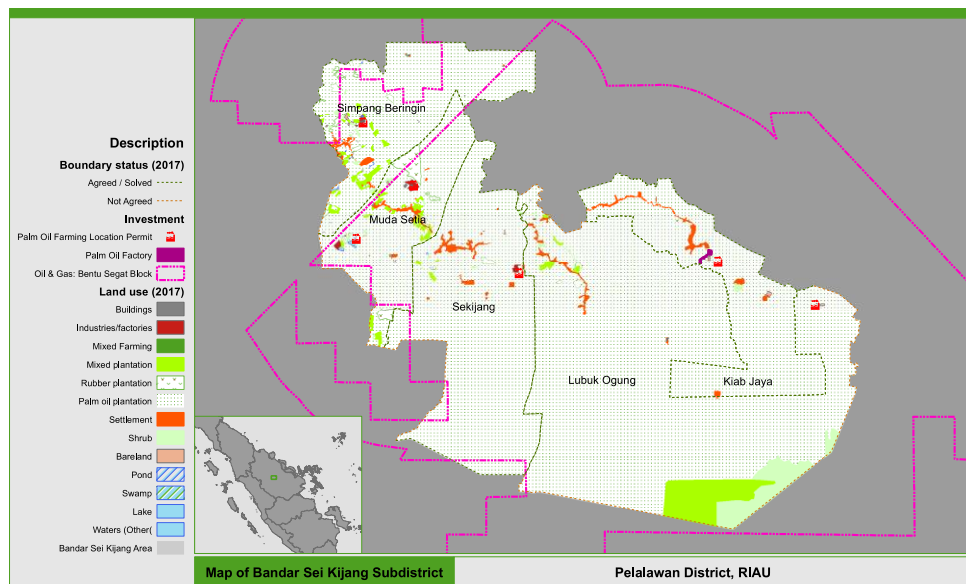 Description
Boundary status (2017)
Agreed / Solved
Not Agreed
Investment
Palm Oil Farming Location Permit
Palm Oil Factory
Oil & Gas: Bentu Segat Block
Land use (2017)
Buildings
Industries/factories
Mixed Farming
Mixed plantation
Rubber plantation
Palm oil plantation
Settlement
Shrub
Bareland
Pond
Swamp
Lake
Waters (Other(
Bandar Sei Kijang Area
Simpang Beringin
Muda Setia
Sekijang
Lubuk Ogung
Kiab Jaya
Map of Bandar Sei Kijang Subdistrict
Pelalawan District, RIAU